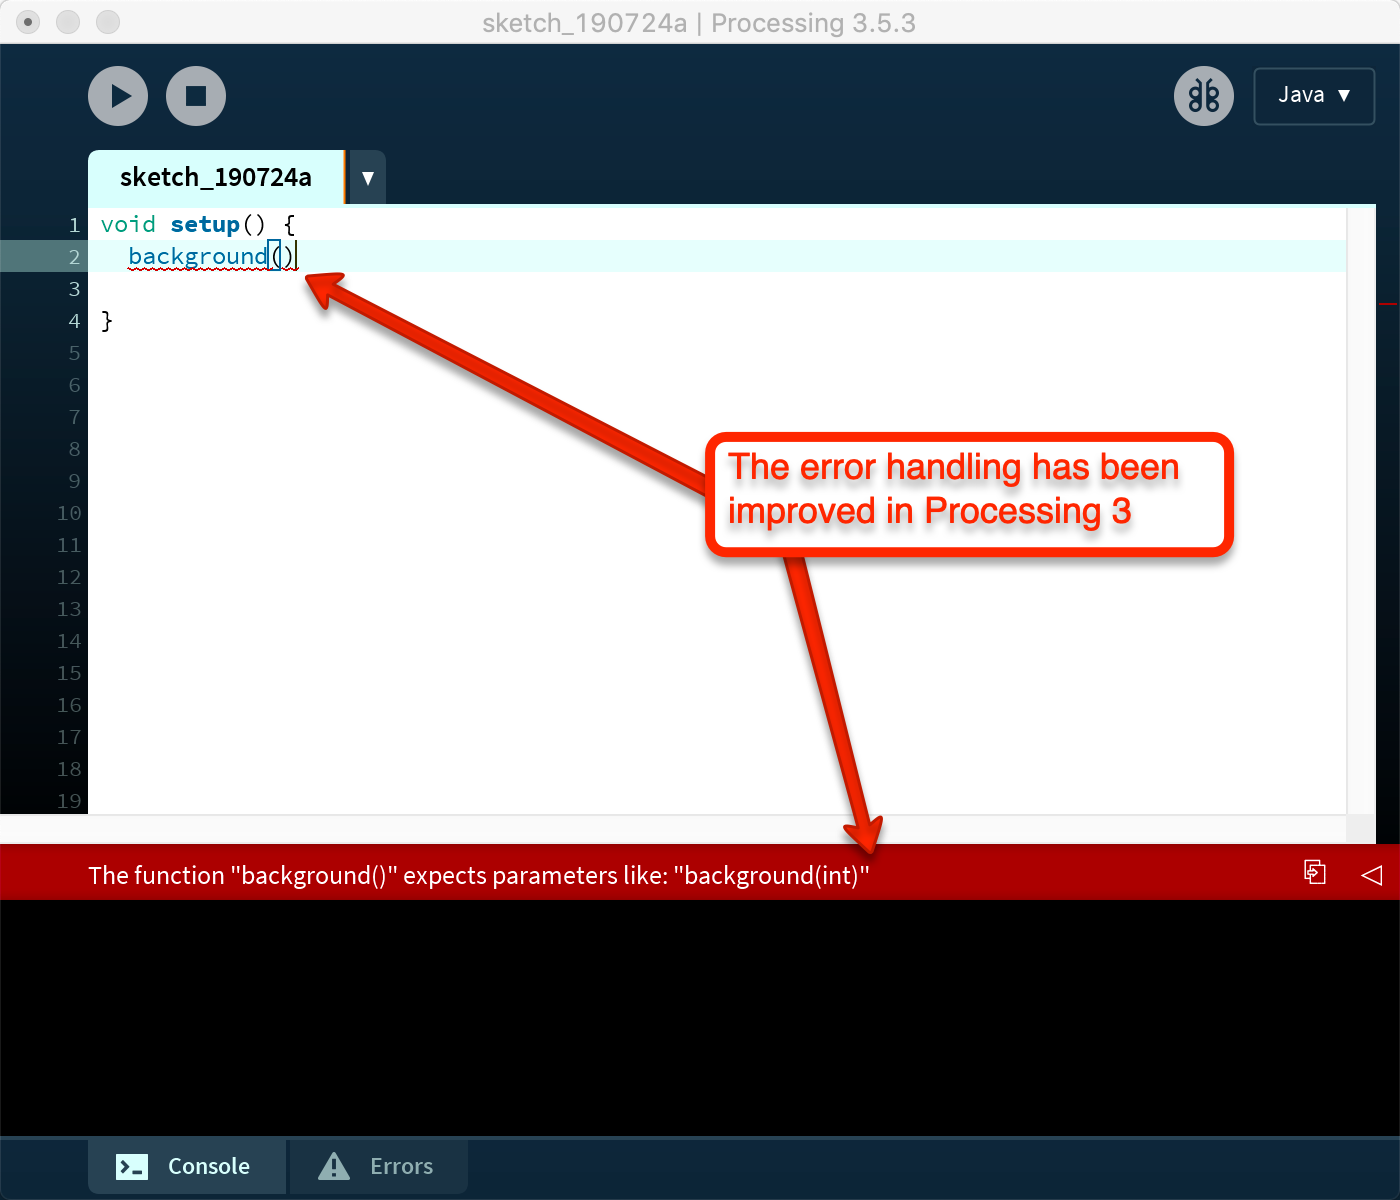 sketch_190724a | Processing 3.5.3
Java ▼
sketch_190724a ▼
1 void setup() {
2   background()
3
4 }
5
6
7
8
9
10
11
12
13
14
15
16
17
18
19
The error handling has been
improved in Processing 3
The function "background()" expects parameters like: "background(int)"
Console Errors